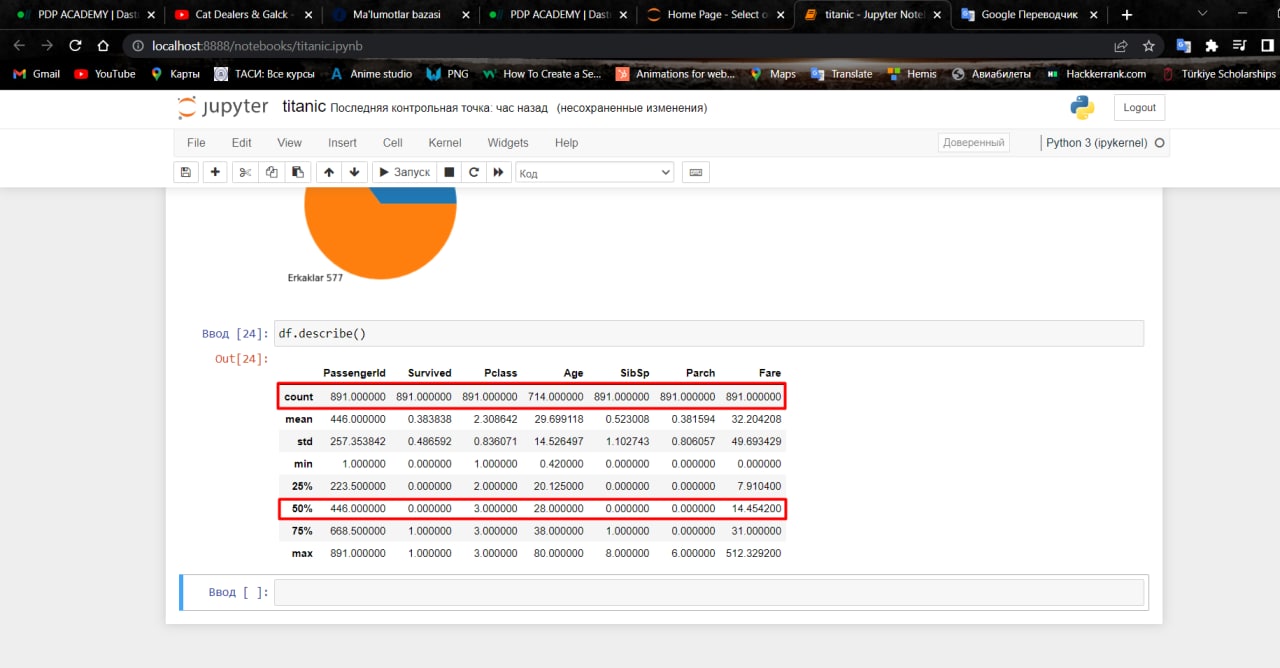 PDP ACADEMY | Dast
Cat Dealers & Galck -
Ma'lumotlar bazasi
PDP ACADEMY | Dast
Home Page - Select o
titanic - Jupyter Note
Google Переводчик
localhost:8888/notebooks/titanic.ipynb
Gmail
YouTube
Карты
ТАСИ: Все курсы
Anime studio
PNG
How To Create a Se...
Animations for web...
Maps
Translate
Hemis
Авиабилеты
Hackkerrank.com
Türkiye Scholarships
jupyter titanic Последняя контрольная точка: час назад (несохраненные изменения)
Logout
File Edit View Insert Cell Kernel Widgets Help
Доверенный
Python 3 (ipykernel)
Запуск
Код
Erkaklar 577
Ввод [24]: df.describe()
Out[24]:
PassengerId Survived Pclass Age SibSp Parch Fare
count 891.000000 891.000000 891.000000 714.000000 891.000000 891.000000 891.000000
mean 446.000000 0.383838 2.308642 29.699118 0.523008 0.381594 32.204208
std 257.353842 0.486592 0.836071 14.526497 1.102743 0.806057 49.693429
min 1.000000 0.000000 1.000000 0.420000 0.000000 0.000000 0.000000
25% 223.500000 0.000000 2.000000 20.125000 0.000000 0.000000 7.910400
50% 446.000000 0.000000 3.000000 28.000000 0.000000 0.000000 14.454200
75% 668.500000 1.000000 3.000000 38.000000 1.000000 0.000000 31.000000
max 891.000000 1.000000 3.000000 80.000000 8.000000 6.000000 512.329200
Ввод [ ]: